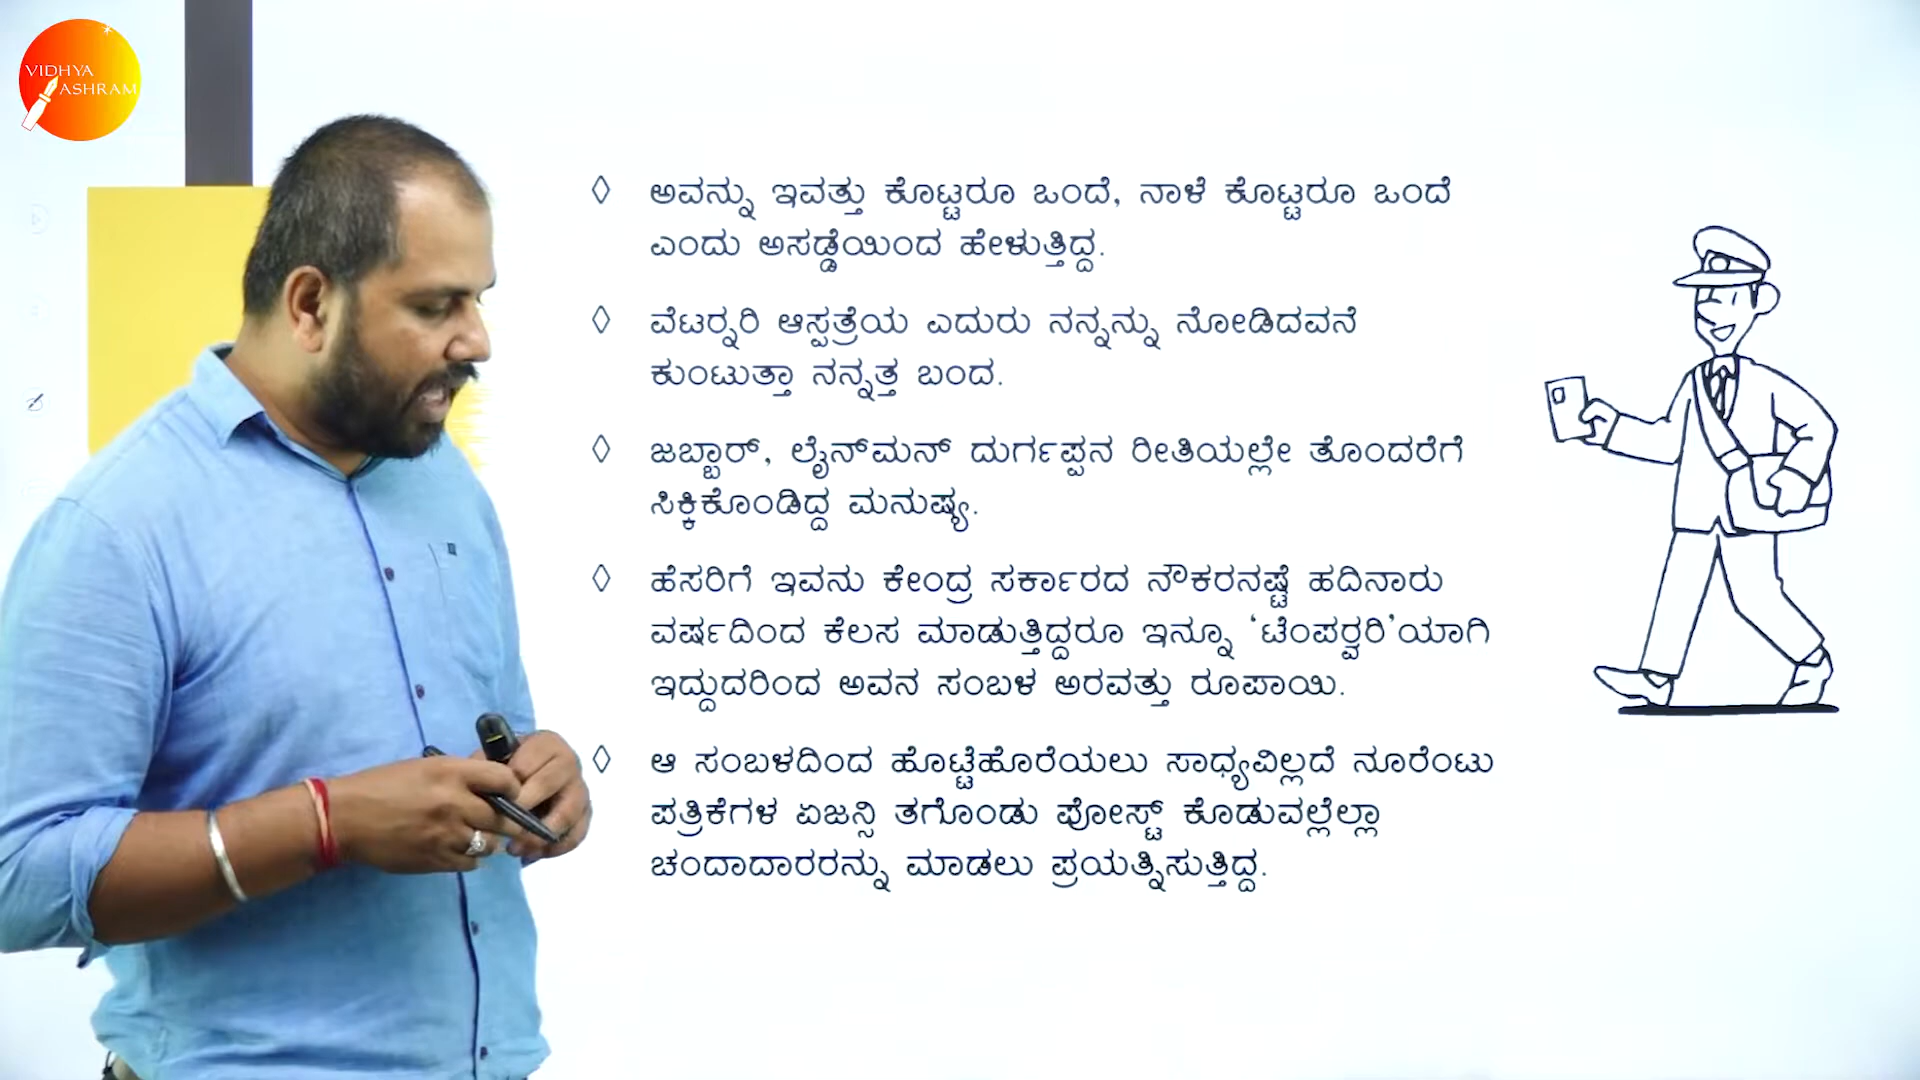 VIDHYA
ASHRAM
◊ ಅವನ್ನು ಇವತ್ತು ಕೊಟ್ಟರೂ ಒಂದೆ, ನಾಳೆ ಕೊಟ್ಟರೂ ಒಂದೆ
ಎಂದು ಅಸಡ್ಡೆಯಿಂದ ಹೇಳುತ್ತಿದ್ದ.
◊ ವೆಟರ‍್ನರಿ ಆಸ್ಪತ್ರೆಯ ಎದುರು ನನ್ನನ್ನು ನೋಡಿದವನೆ
ಕುಂಟುತ್ತಾ ನನ್ನತ್ತ ಬಂದ.
◊ ಜಬ್ಬಾರ್, ಲೈನ್‌ಮನ್ ದುರ್ಗಪ್ಪನ ರೀತಿಯಲ್ಲೇ ತೊಂದರೆಗೆ
ಸಿಕ್ಕಿಕೊಂಡಿದ್ದ ಮನುಷ್ಯ.
◊ ಹೆಸರಿಗೆ ಇವನು ಕೇಂದ್ರ ಸರ್ಕಾರದ ನೌಕರನಷ್ಟೆ ಹದಿನಾರು
ವರ್ಷದಿಂದ ಕೆಲಸ ಮಾಡುತ್ತಿದ್ದರೂ ಇನ್ನೂ ‘ಟೆಂಪರ‍್ವರಿ’ಯಾಗಿ
ಇದ್ದುದರಿಂದ ಅವನ ಸಂಬಳ ಅರವತ್ತು ರೂಪಾಯಿ.
◊ ಆ ಸಂಬಳದಿಂದ ಹೊಟ್ಟೆಹೊರೆಯಲು ಸಾಧ್ಯವಿಲ್ಲದೆ ನೂರೆಂಟು
ಪತ್ರಿಕೆಗಳ ಏಜನ್ಸಿ ತಗೊಂಡು ಪೋಸ್ಟ್ ಕೊಡುವಲ್ಲೆಲ್ಲಾ
ಚಂದಾದಾರರನ್ನು ಮಾಡಲು ಪ್ರಯತ್ನಿಸುತ್ತಿದ್ದ.